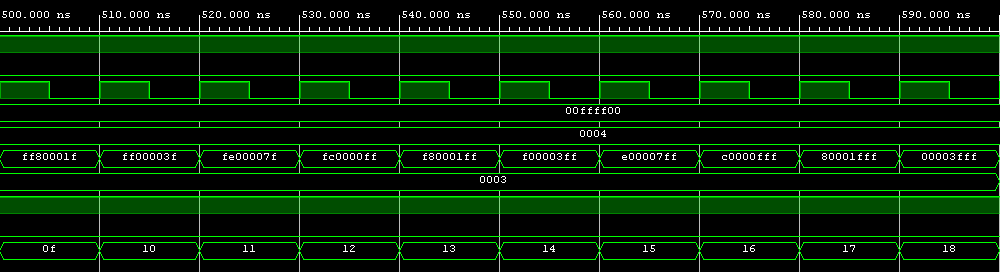 500.000 ns 510.000 ns 520.000 ns 530.000 ns 540.000 ns 550.000 ns 560.000 ns 570.000 ns 580.000 ns 590.000 ns
00ffff00
0004
ff80001f ff00003f fe00007f fc0000ff f80001ff f00003ff e00007ff c0000fff 80001fff 00003fff
0003
0f 10 11 12 13 14 15 16 17 18